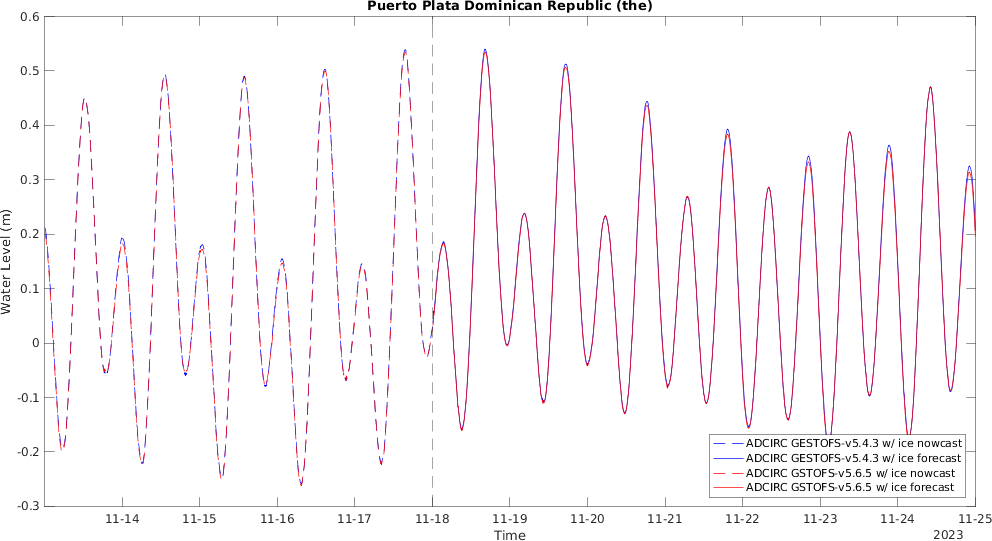 Puerto Plata Dominican Republic (the)
Water Level (m)
0.6
0.5
0.4
0.3
0.2
0.1
0
-0.1
-0.2
-0.3
ADCIRC GESTOFS-v5.4.3 w/ ice nowcast
ADCIRC GESTOFS-v5.4.3 w/ ice forecast
ADCIRC GSTOFS-v5.6.5 w/ ice nowcast
ADCIRC GSTOFS-v5.6.5 w/ ice forecast
11-14 11-15 11-16 11-17 11-18 11-19 11-20 11-21 11-22 11-23 11-24 11-25
Time
2023